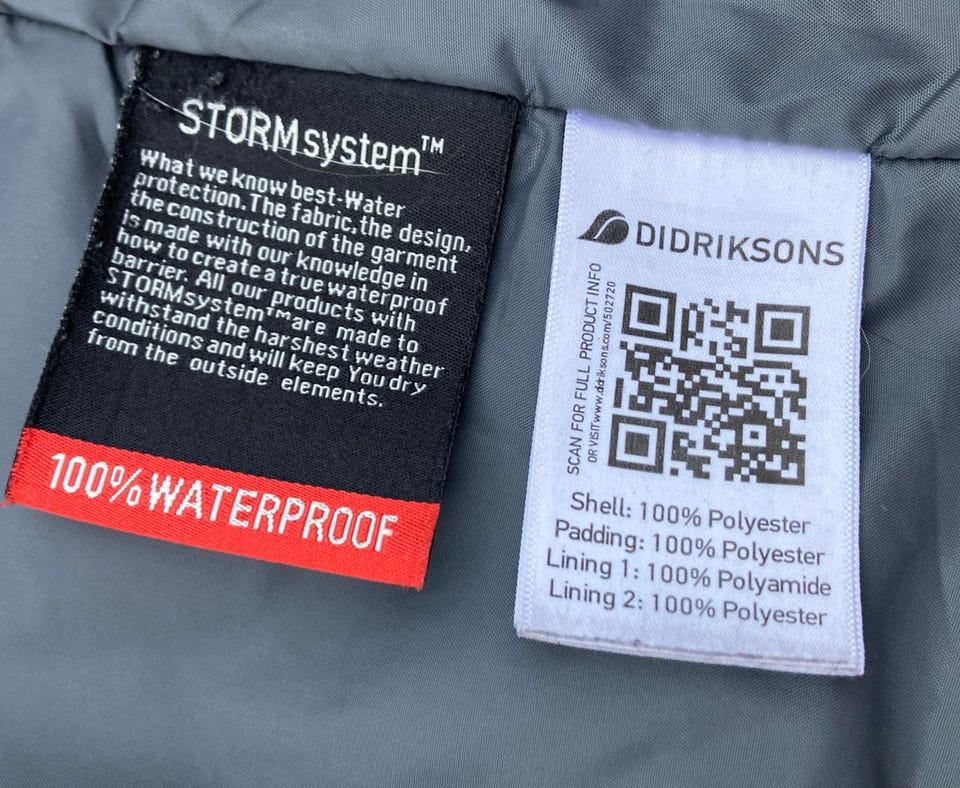 STORMsystem™
What we know best-Water
protection.The fabric,the design,
the construction of the garment
is made with our knowledge in
how to create a true waterproof
barrier. All our products with
STORMsystem™are made to
withstand the harshest weather
conditions and will keep You dry
from the outside elements.
100% WATERPROOF
DIDRIKSONS
SCAN FOR FULL PRODUCT INFO
OR VISIT www.didriksons.com/502720
Shell: 100% Polyester
Padding: 100% Polyester
Lining 1: 100% Polyamide
Lining 2: 100% Polyester